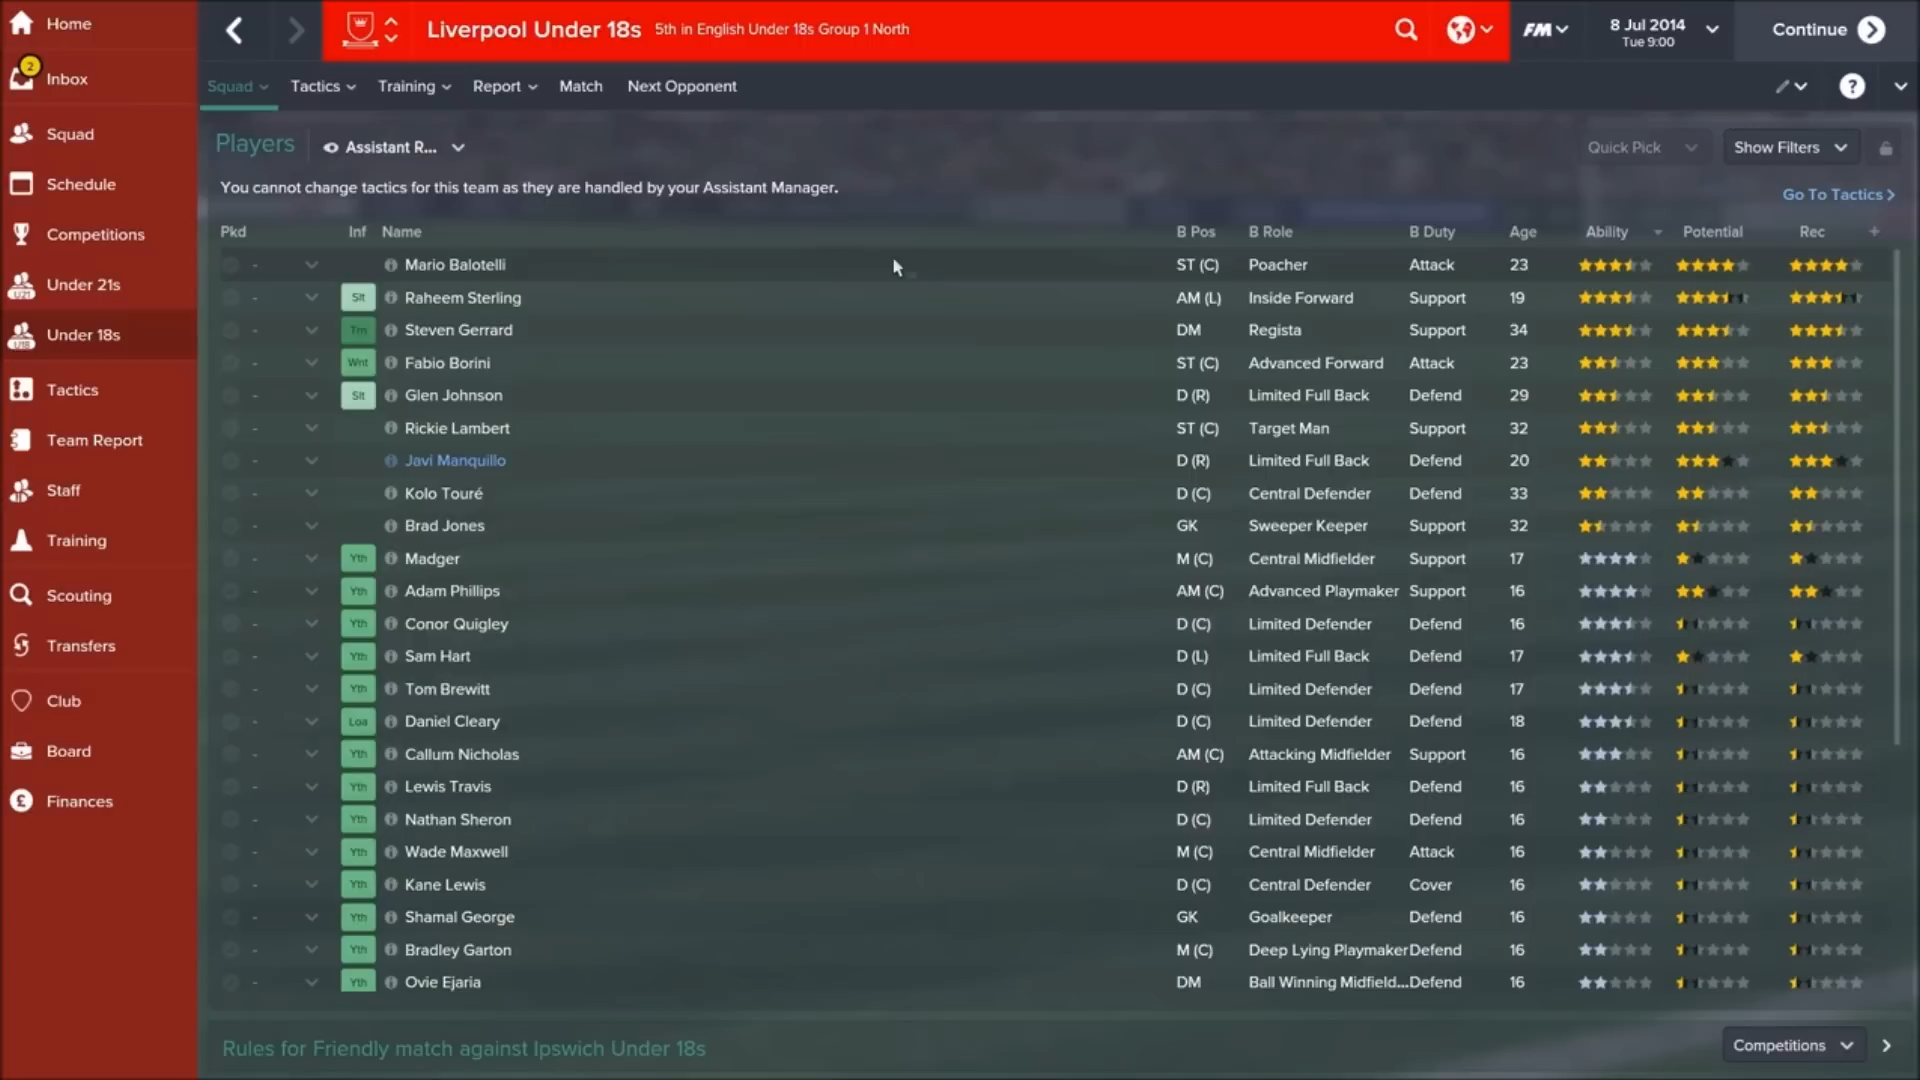 Home
2
Inbox
Squad
Schedule
Competitions
U21
Under 21s
U18
Under 18s
Tactics
Team Report
Staff
Training
Scouting
Transfers
Club
Board
£ Finances
Liverpool Under 18s 5th in English Under 18s Group 1 North
FM
8 Jul 2014
Tue 9:00
Continue
Squad Tactics Training Report Match Next Opponent
?
Players Assistant R... Quick Pick Show Filters
You cannot change tactics for this team as they are handled by your Assistant Manager.
Go To Tactics >
Pkd Inf Name B Pos B Role B Duty Age Ability Potential Rec +
- Mario Balotelli ST (C) Poacher Attack 23
- Slt Raheem Sterling AM (L) Inside Forward Support 19
- Trn Steven Gerrard DM Regista Support 34
- Wnt Fabio Borini ST (C) Advanced Forward Attack 23
- Slt Glen Johnson D (R) Limited Full Back Defend 29
- Rickie Lambert ST (C) Target Man Support 32
- Javi Manquillo D (R) Limited Full Back Defend 20
- Kolo Touré D (C) Central Defender Defend 33
- Brad Jones GK Sweeper Keeper Support 32
- Yth Madger M (C) Central Midfielder Support 17
- Yth Adam Phillips AM (C) Advanced Playmaker Support 16
- Yth Conor Quigley D (C) Limited Defender Defend 16
- Yth Sam Hart D (L) Limited Full Back Defend 17
- Yth Tom Brewitt D (C) Limited Defender Defend 17
- Loa Daniel Cleary D (C) Limited Defender Defend 18
- Yth Callum Nicholas AM (C) Attacking Midfielder Support 16
- Yth Lewis Travis D (R) Limited Full Back Defend 16
- Yth Nathan Sheron D (C) Limited Defender Defend 16
- Yth Wade Maxwell M (C) Central Midfielder Attack 16
- Yth Kane Lewis D (C) Central Defender Cover 16
- Yth Shamal George GK Goalkeeper Defend 16
- Yth Bradley Garton M (C) Deep Lying Playmaker Defend 16
- Yth Ovie Ejaria DM Ball Winning Midfield... Defend 16
Rules for Friendly match against Ipswich Under 18s
Competitions